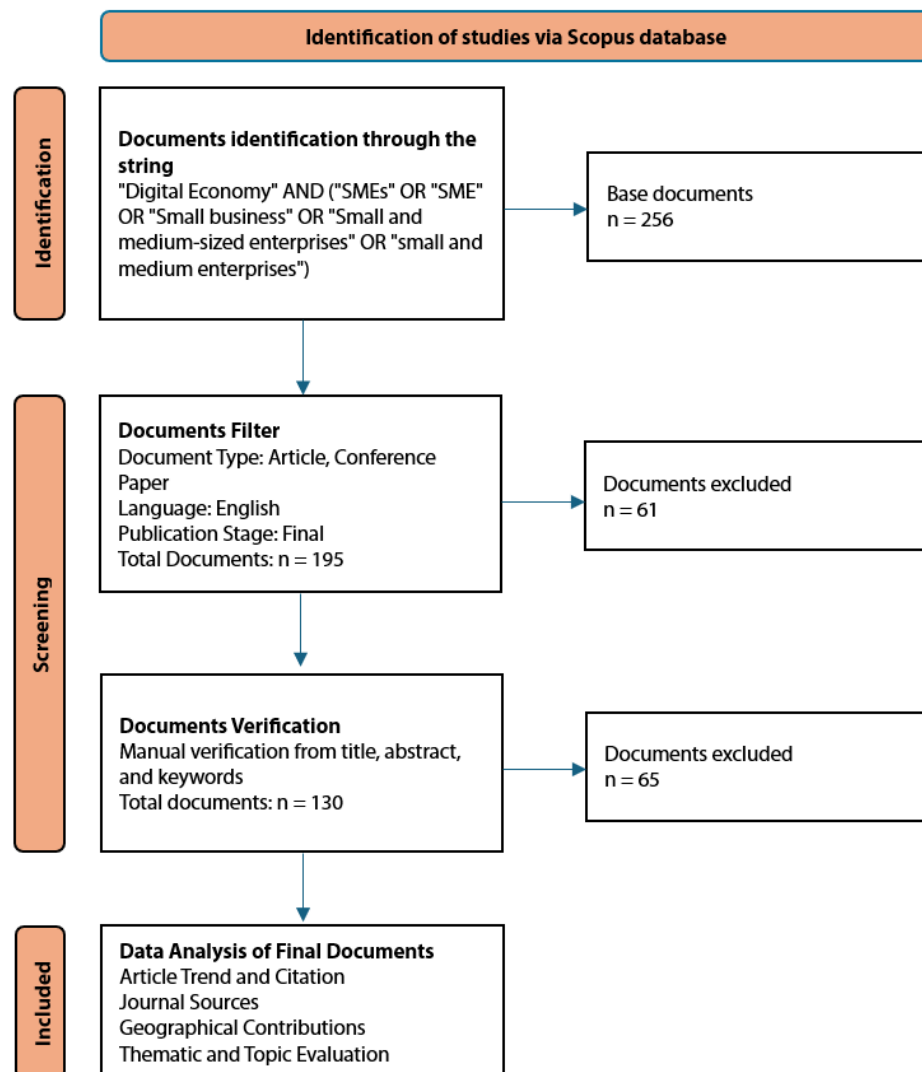 Identification of studies via Scopus database
Identification
Documents identification through the
string
"Digital Economy" AND ("SMEs" OR "SME"
OR "Small business" OR "Small and
medium-sized enterprises" OR "small and
medium enterprises")
Base documents
n = 256
Screening
Documents Filter
Document Type: Article, Conference
Paper
Language: English
Publication Stage: Final
Total Documents: n = 195
Documents excluded
n = 61
Documents Verification
Manual verification from title, abstract,
and keywords
Total documents: n = 130
Documents excluded
n = 65
Included
Data Analysis of Final Documents
Article Trend and Citation
Journal Sources
Geographical Contributions
Thematic and Topic Evaluation